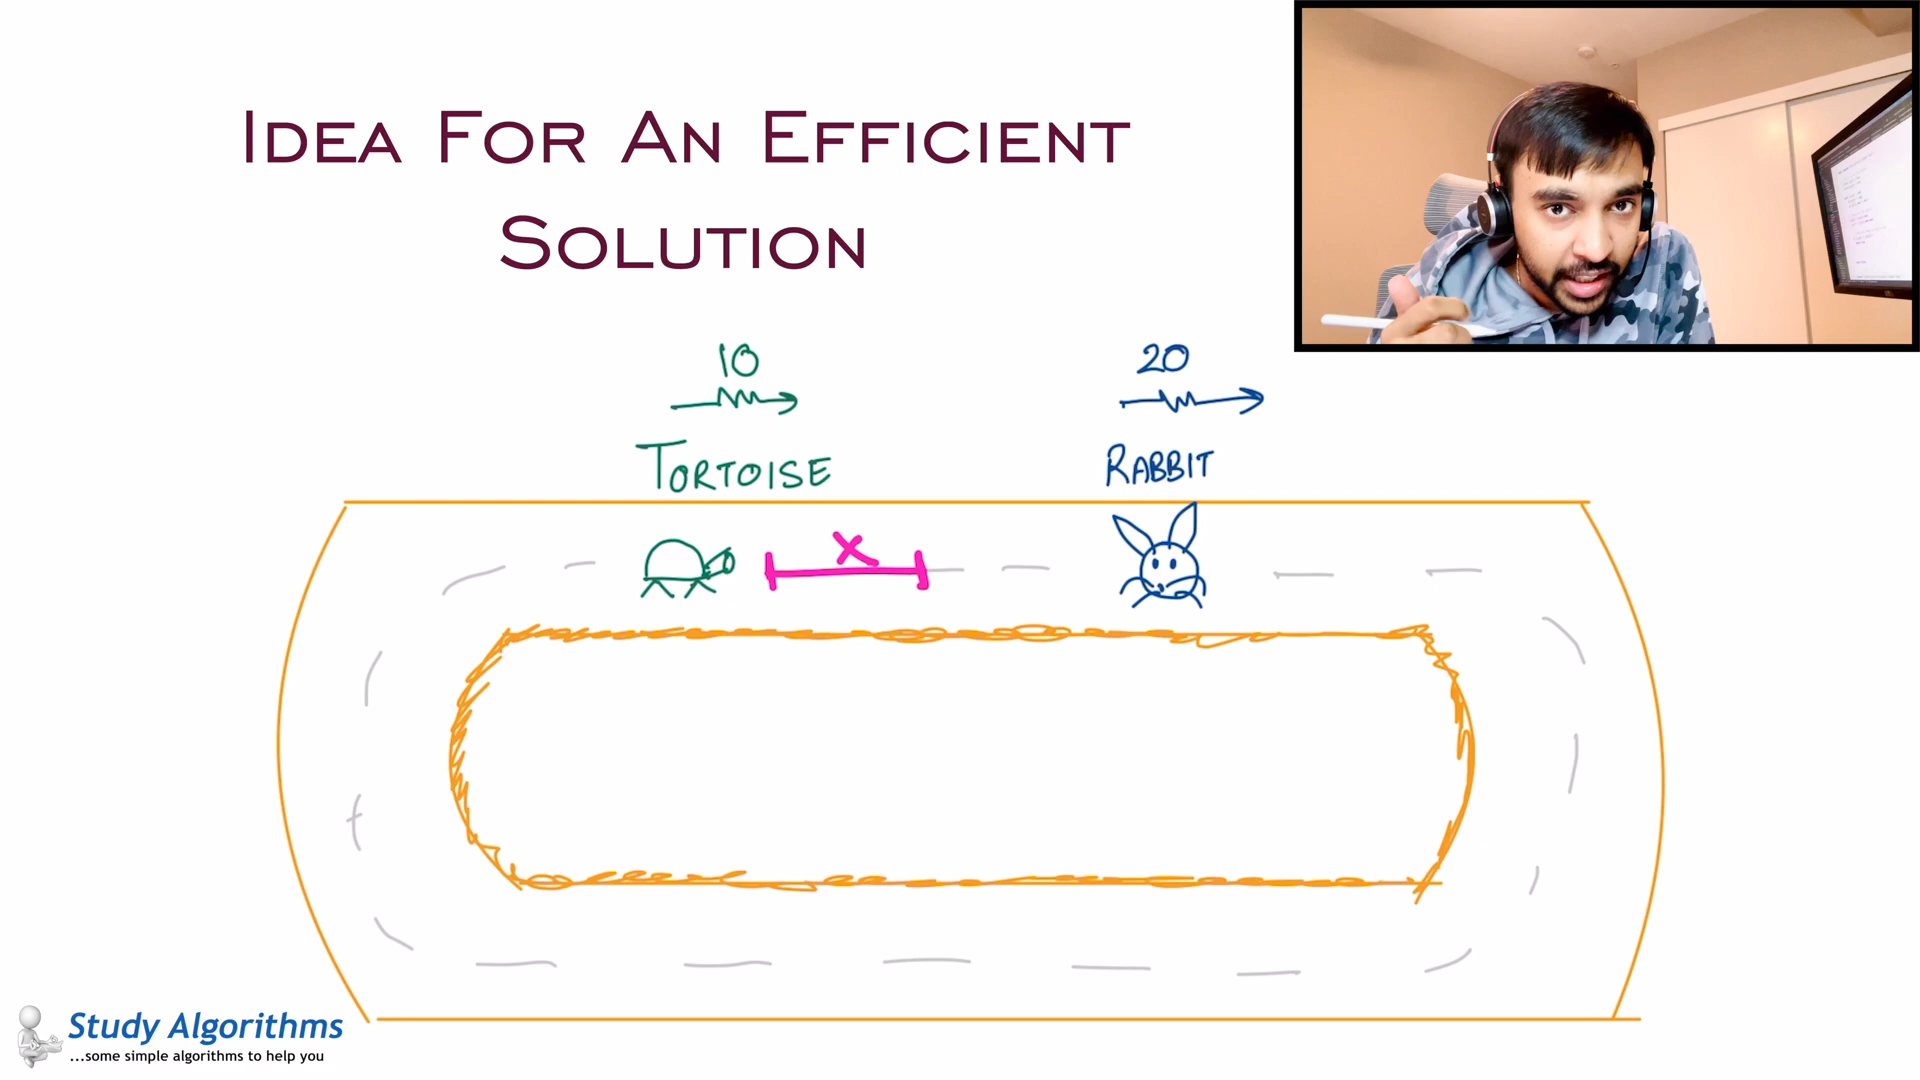 IDEA FOR AN EFFICIENT
SOLUTION
10
20
TORTOISE
RABBIT
X
Study Algorithms
...some simple algorithms to help you